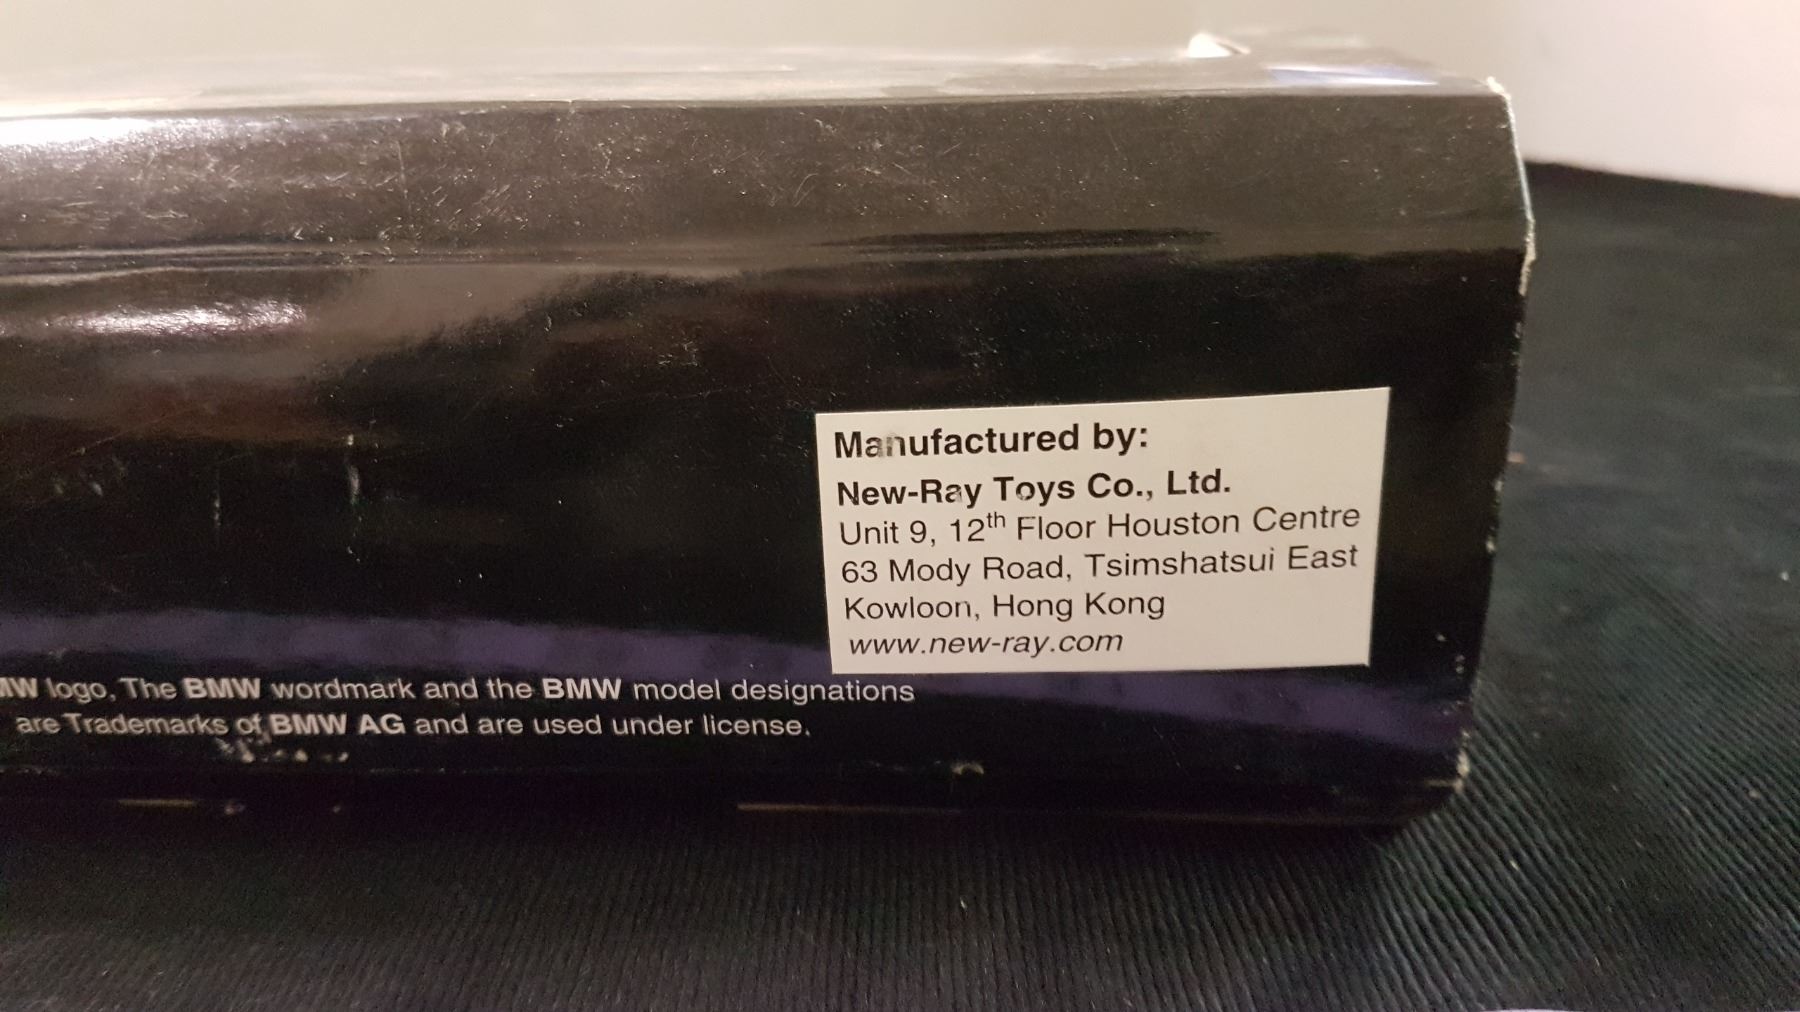 Manufactured by:
New-Ray Toys Co., Ltd.
Unit 9, 12th Floor Houston Centre
63 Mody Road, Tsimshatsui East
Kowloon, Hong Kong
www.new-ray.com
logo, The BMW wordmark and the BMW model designations
are Trademarks of BMW AG and are used under license.